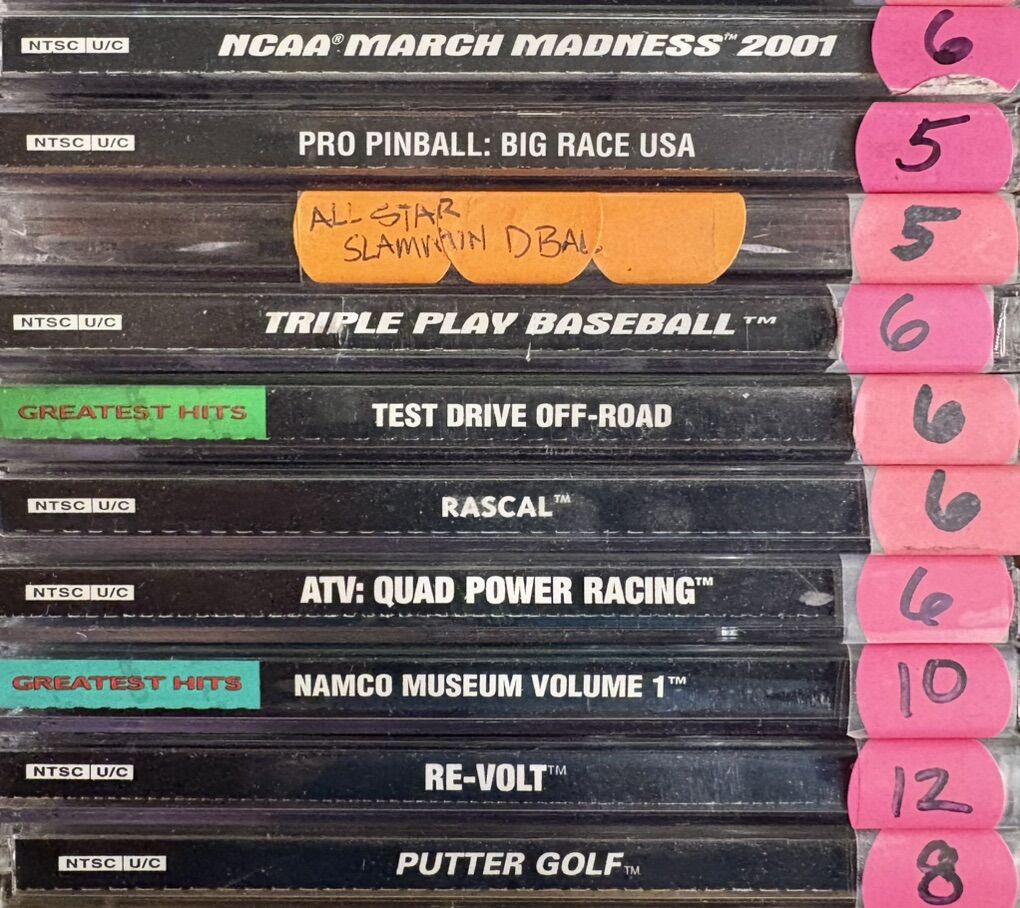 NTSC U/C NCAA® MARCH MADNESS™ 2001 6
NTSC U/C PRO PINBALL: BIG RACE USA 5
ALL STAR
SLAMMIN DBAL 5
NTSC U/C TRIPLE PLAY BASEBALL™ 6
GREATEST HITS TEST DRIVE OFF-ROAD 6
NTSC U/C RASCAL™ 6
NTSC U/C ATV: QUAD POWER RACING™ 6
GREATEST HITS NAMCO MUSEUM VOLUME 1™ 10
NTSC U/C RE-VOLT™ 12
NTSC U/C PUTTER GOLF™ 8